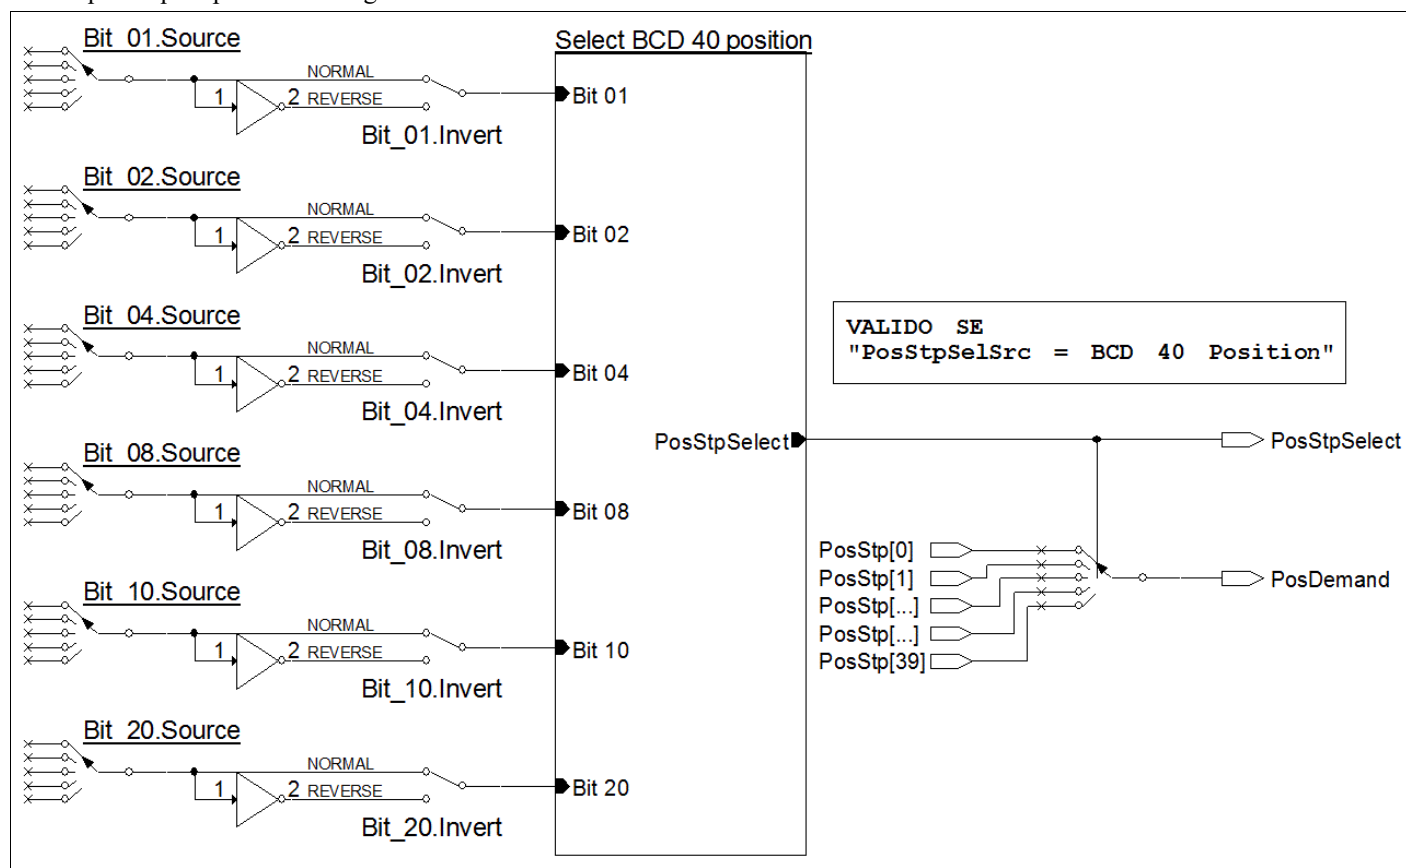 Bit_01.Source
Select BCD 40 position
NORMAL
1
2 REVERSE
Bit 01
Bit_01.Invert
Bit_02.Source
NORMAL
1
2 REVERSE
Bit 02
Bit_02.Invert
Bit_04.Source
VALIDO SE
"PosStpSelSrc = BCD 40 Position"
NORMAL
1
2 REVERSE
Bit 04
Bit_04.Invert
PosStpSelect
PosStpSelect
Bit_08.Source
NORMAL
1
2 REVERSE
Bit 08
Bit_08.Invert
PosStp[0]
PosStp[1]
PosStp[...]
PosStp[...]
PosStp[39]
PosDemand
Bit_10.Source
NORMAL
1
2 REVERSE
Bit 10
Bit_10.Invert
Bit_20.Source
NORMAL
1
2 REVERSE
Bit 20
Bit_20.Invert